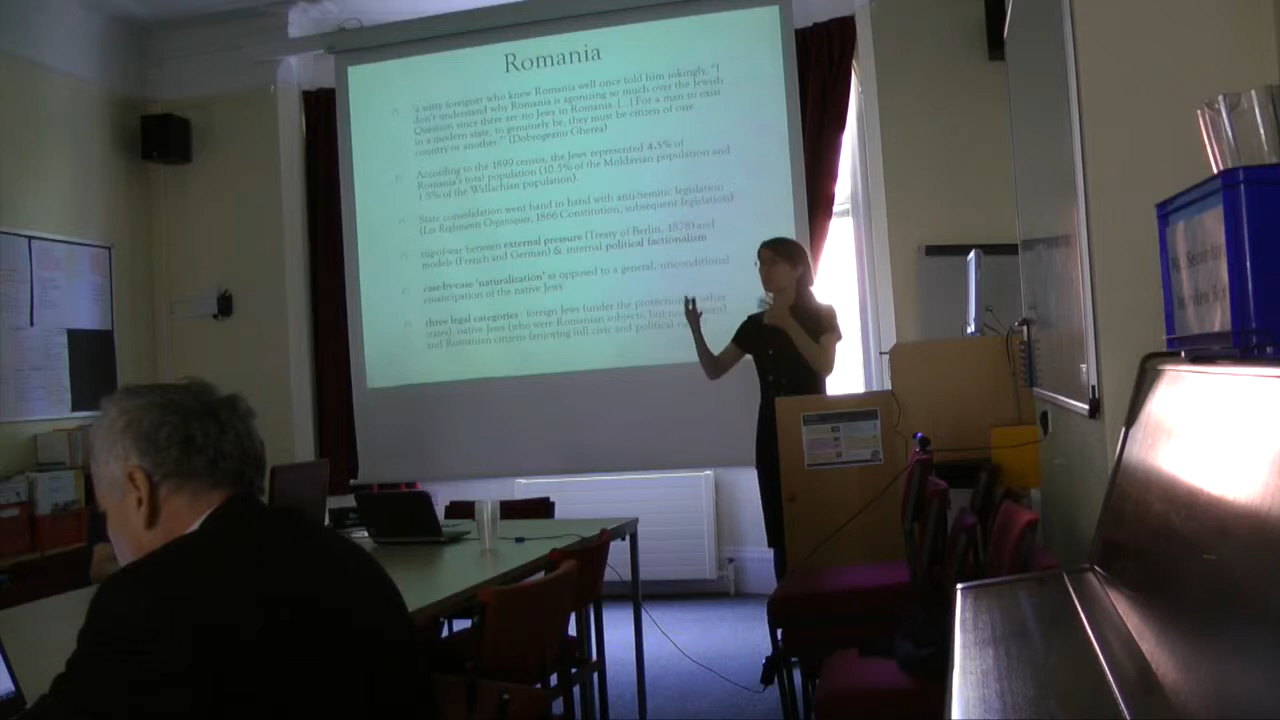 Romania
'a witty foreigner who knew Romania well once told him jokingly, "I
don't understand why Romania is agonizing so much over the Jewish
Question since there are no Jews in Romania. [...] For a man to exist
in a modern state, to genuinely be, they must be citizen of one
country or another."' (Dobrogeanu Gherea)
According to the 1899 census, the Jews represented 4.5% of
Romania's total population (10.5% of the Moldavian population and
1.8% of the Wallachian population).
State consolidation went hand in hand with anti-Semitic legislation
(Les Reglements Organiques, 1866 Constitution, subsequent legislation)
tug-of-war between external pressure (Treaty of Berlin, 1878) and
models (French and German) & internal political factionalism
case-by-case 'naturalization' as opposed to a general, unconditional
emancipation of the native Jews
three legal categories : foreign Jews (under the protection other
states), native Jews (who were Romanian subjects, but
and Romanian citizens (enjoying full civic and political